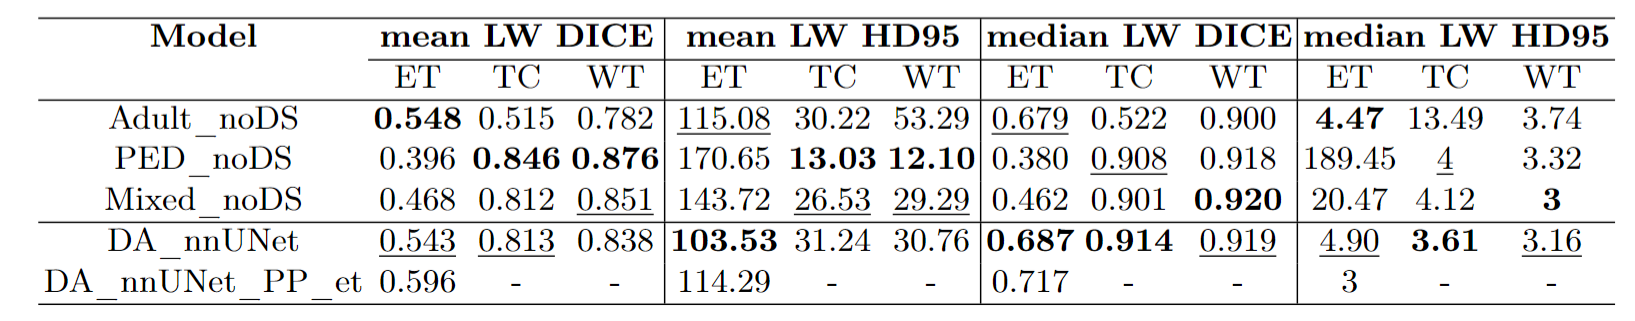 Model mean LW DICE mean LW HD95 median LW DICE median LW HD95
ET TC WT ET TC WT ET TC WT ET TC WT
Adult_noDS 0.548 0.515 0.782 115.08 30.22 53.29 0.679 0.522 0.900 4.47 13.49 3.74
PED_noDS 0.396 0.846 0.876 170.65 13.03 12.10 0.380 0.908 0.918 189.45 4 3.32
Mixed_noDS 0.468 0.812 0.851 143.72 26.53 29.29 0.462 0.901 0.920 20.47 4.12 3
DA_nnUNet 0.543 0.813 0.838 103.53 31.24 30.76 0.687 0.914 0.919 4.90 3.61 3.16
DA_nnUNet_PP_et 0.596 - - 114.29 - - 0.717 - - 3 - -